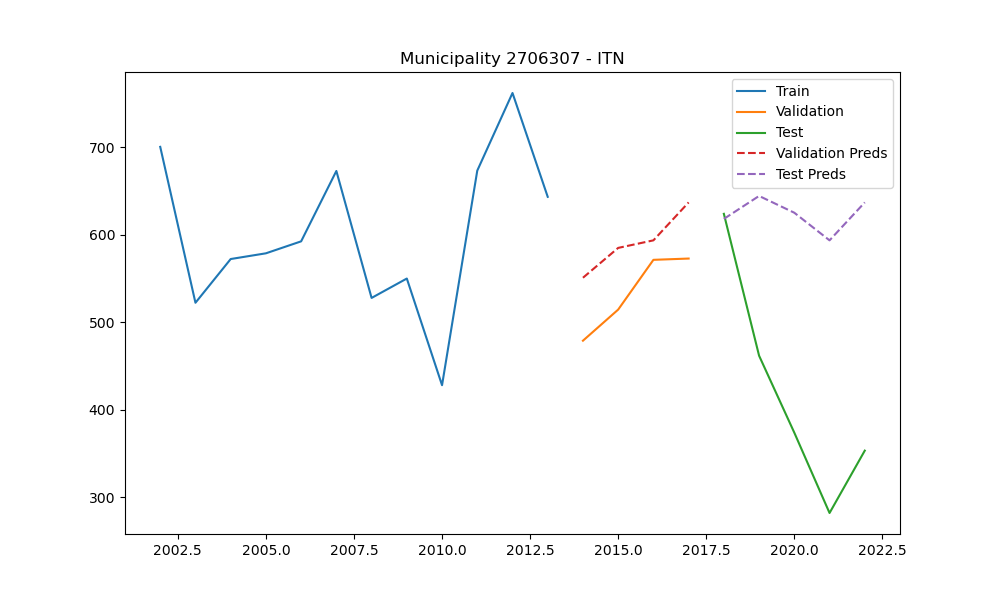 Municipality 2706307 - ITN
Train
Validation
Test
Validation Preds
Test Preds
700
600
500
400
300
2002.5 2005.0 2007.5 2010.0 2012.5 2015.0 2017.5 2020.0 2022.5